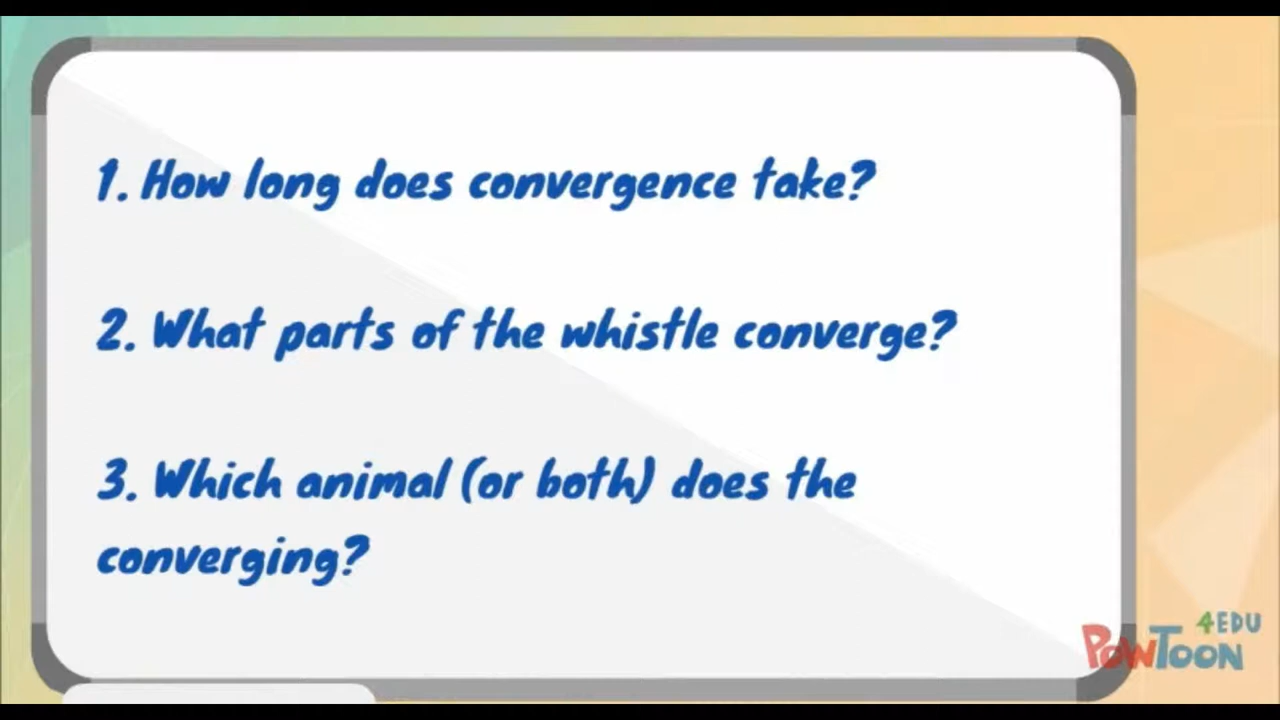 1. How long does convergence take?
2. What parts of the whistle converge?
3. Which animal (or both) does the
converging?
4EDU
POWTOON